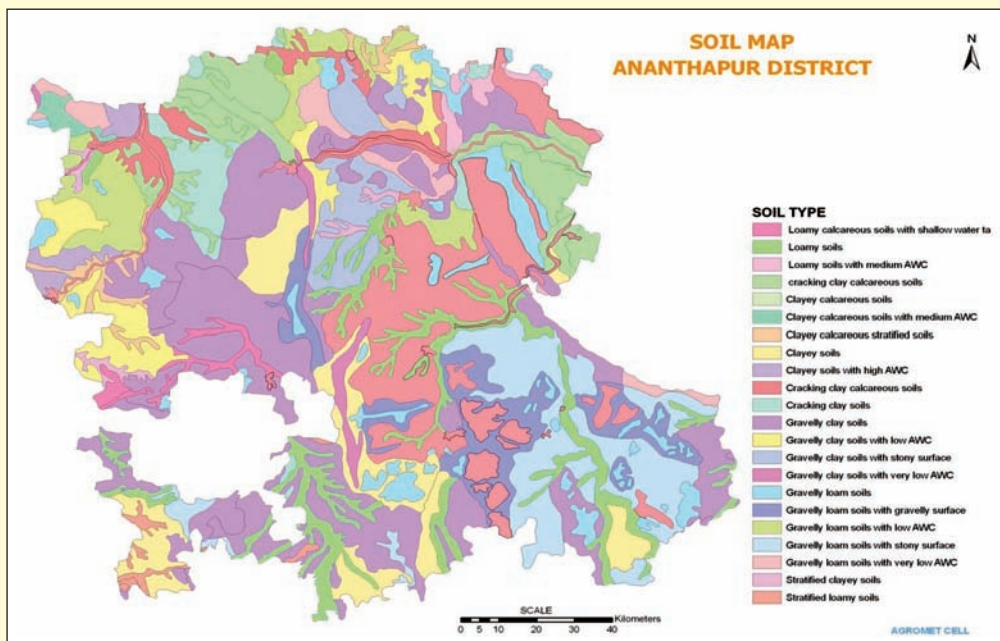 SOIL MAP
ANANTHAPUR DISTRICT
N
SOIL TYPE
Loamy calcareous soils with shallow water ta
Loamy soils
Loamy soils with medium AWC
cracking clay calcareous soils
Clayey calcareous soils
Clayey calcareous soils with medium AWC
Clayey calcareous stratified soils
Clayey soils
Clayey soils with high AWC
Cracking clay calcareous soils
Cracking clay soils
Gravelly clay soils
Gravelly clay soils with low AWC
Gravelly clay soils with stony surface
Gravelly clay soils with very low AWC
Gravelly loam soils
Gravelly loam soils with gravelly surface
Gravelly loam soils with low AWC
Gravelly loam soils with stony surface
Gravelly loam soils with very low AWC
Stratified clayey soils
Stratified loamy soils
SCALE
Kilometers
0 5 10 20 30 40
AGROMET CELL